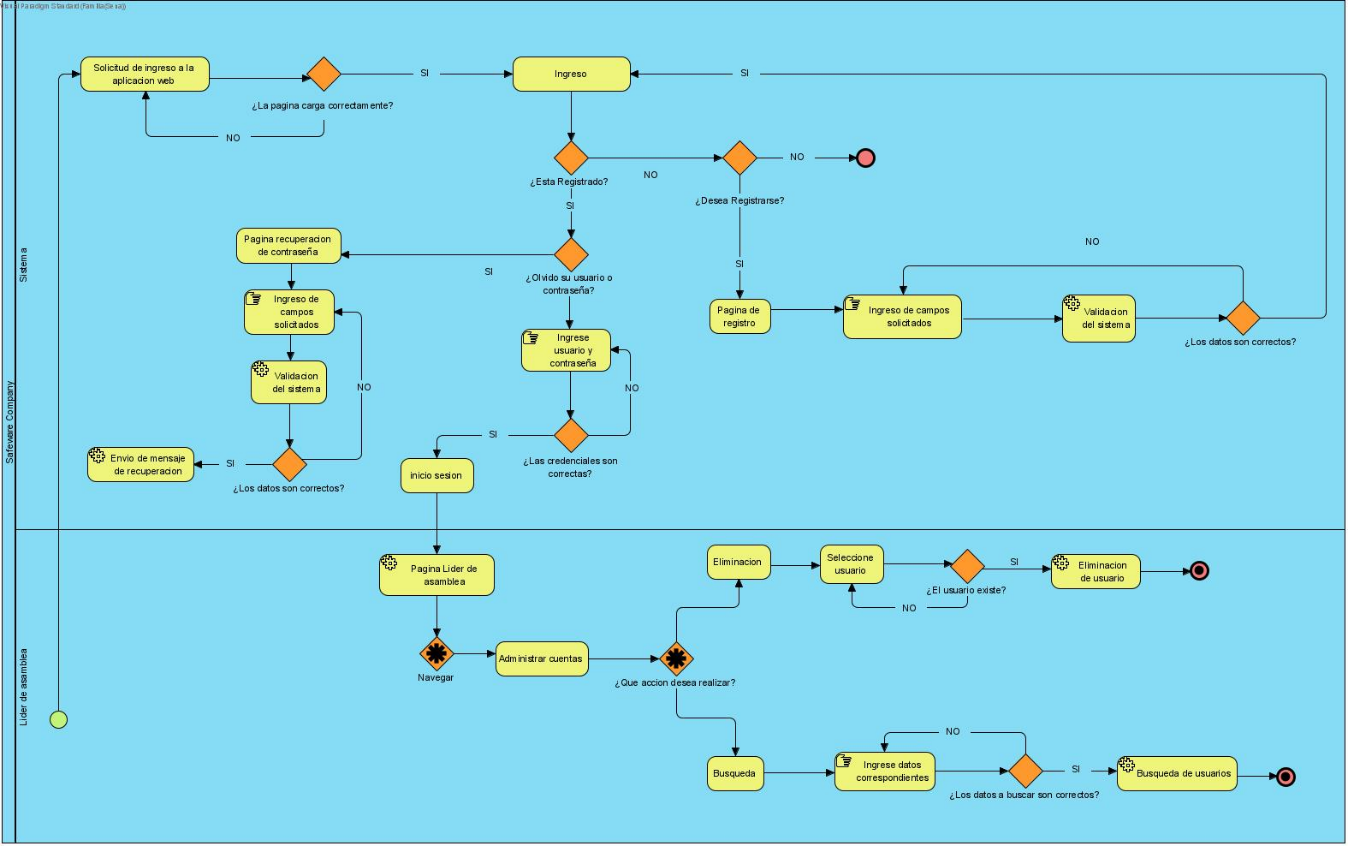 Visual Paradigm Standard(Familia(Sena))
Solicitud de ingreso a la
aplicacion web
¿La pagina carga correctamente?
SI
NO
Ingreso
SI
¿Esta Registrado?
NO
¿Desea Registrarse?
NO
SI
SI
Pagina recuperacion
de contraseña
SI
¿Olvido su usuario o
contraseña?
Ingreso de
campos
solicitados
Validacion
del sistema
NO
Envio de mensaje
de recuperacion
SI
¿Los datos son correctos?
Ingrese
usuario y
contraseña
NO
SI
¿Las credenciales son
correctas?
inicio sesion
Pagina de
registro
Ingreso de campos
solicitados
Validacion
del sistema
NO
¿Los datos son correctos?
Sistema
Safeware Company
Lider de asamblea
Pagina Lider de
asamblea
Navegar
Administrar cuentas
¿Que accion desea realizar?
Eliminacion
Seleccione
usuario
¿El usuario existe?
NO
SI
Eliminacion
de usuario
Busqueda
Ingrese datos
correspondientes
NO
¿Los datos a buscar son correctos?
SI
Busqueda de usuarios